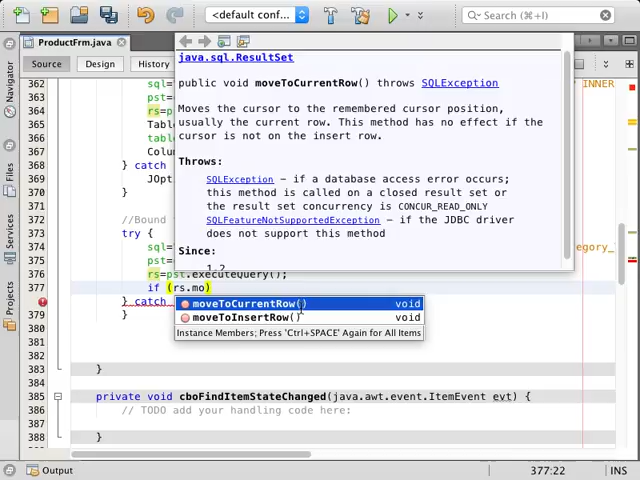 <default conf...
Search (⌘+I)
ProductFrm.java
Source Design History
java.sql.ResultSet
public void moveToCurrentRow() throws SQLException
Moves the cursor to the remembered cursor position,
usually the current row. This method has no effect if the
cursor is not on the insert row.
Throws:
SQLException - if a database access error occurs;
this method is called on a closed result set or
the result set concurrency is CONCUR_READ_ONLY
SQLFeatureNotSupportedException - if the JDBC driver
does not support this method
Since:
1.2
Navigator
Files
Services
Projects
362 sql= INNER
363 pst=
364 rs=p
365 Tabl
366 tabl
367 Colu
368 } catch
369 JOpt
370 }
372 //Bound
373 try {
374 sql= egory_
375 pst=
376 rs=pst.executeQuery();
377 if (rs.mo)
} catch
379 }
383 }
385 private void cboFindItemStateChanged(java.awt.event.ItemEvent evt) {
386 // TODO add your handling code here:
387
388 }
moveToCurrentRow() void
moveToInsertRow() void
Instance Members; Press 'Ctrl+SPACE' Again for All Items
Output
377:22
INS